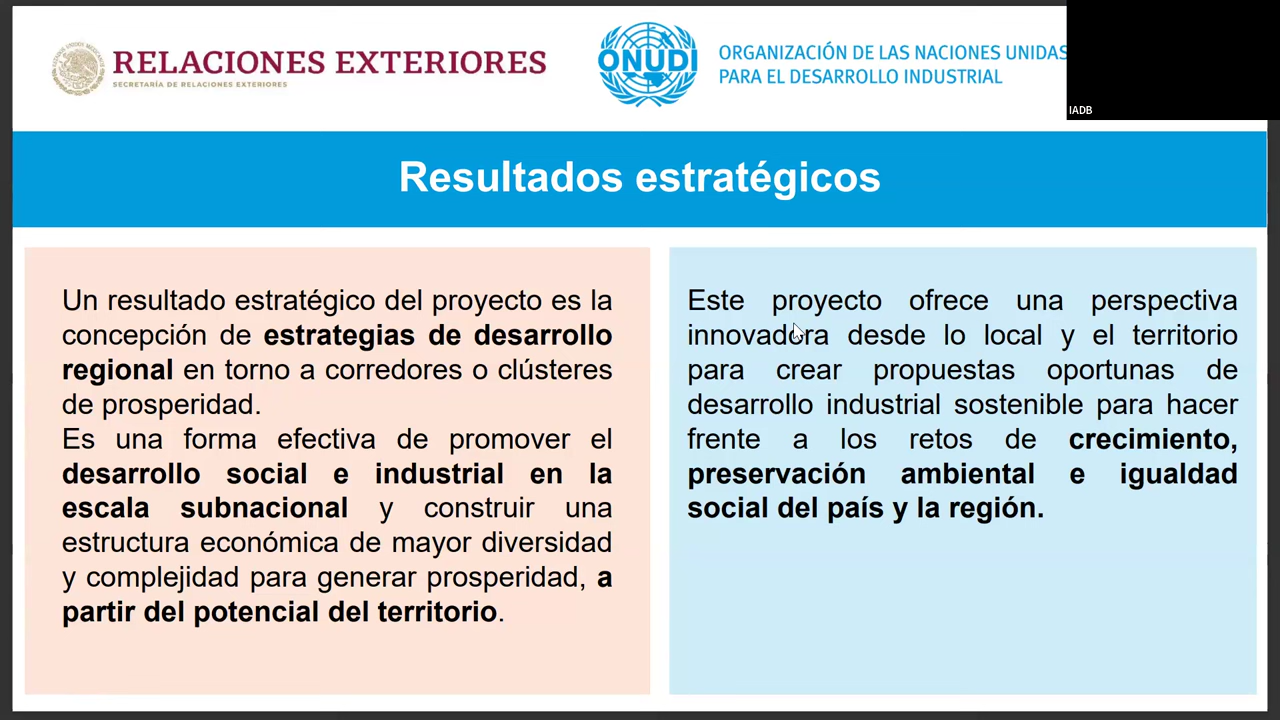 RELACIONES EXTERIORES
SECRETARÍA DE RELACIONES EXTERIORES
ONUDI
ORGANIZACIÓN DE LAS NACIONES UNIDAS
PARA EL DESARROLLO INDUSTRIAL
IADB
Resultados estratégicos
Un resultado estratégico del proyecto es la
concepción de estrategias de desarrollo
regional en torno a corredores o clústeres
de prosperidad.
Es una forma efectiva de promover el
desarrollo social e industrial en la
escala subnacional y construir una
estructura económica de mayor diversidad
y complejidad para generar prosperidad, a
partir del potencial del territorio.
Este proyecto ofrece una perspectiva
innovadora desde lo local y el territorio
para crear propuestas oportunas de
desarrollo industrial sostenible para hacer
frente a los retos de crecimiento,
preservación ambiental e igualdad
social del país y la región.